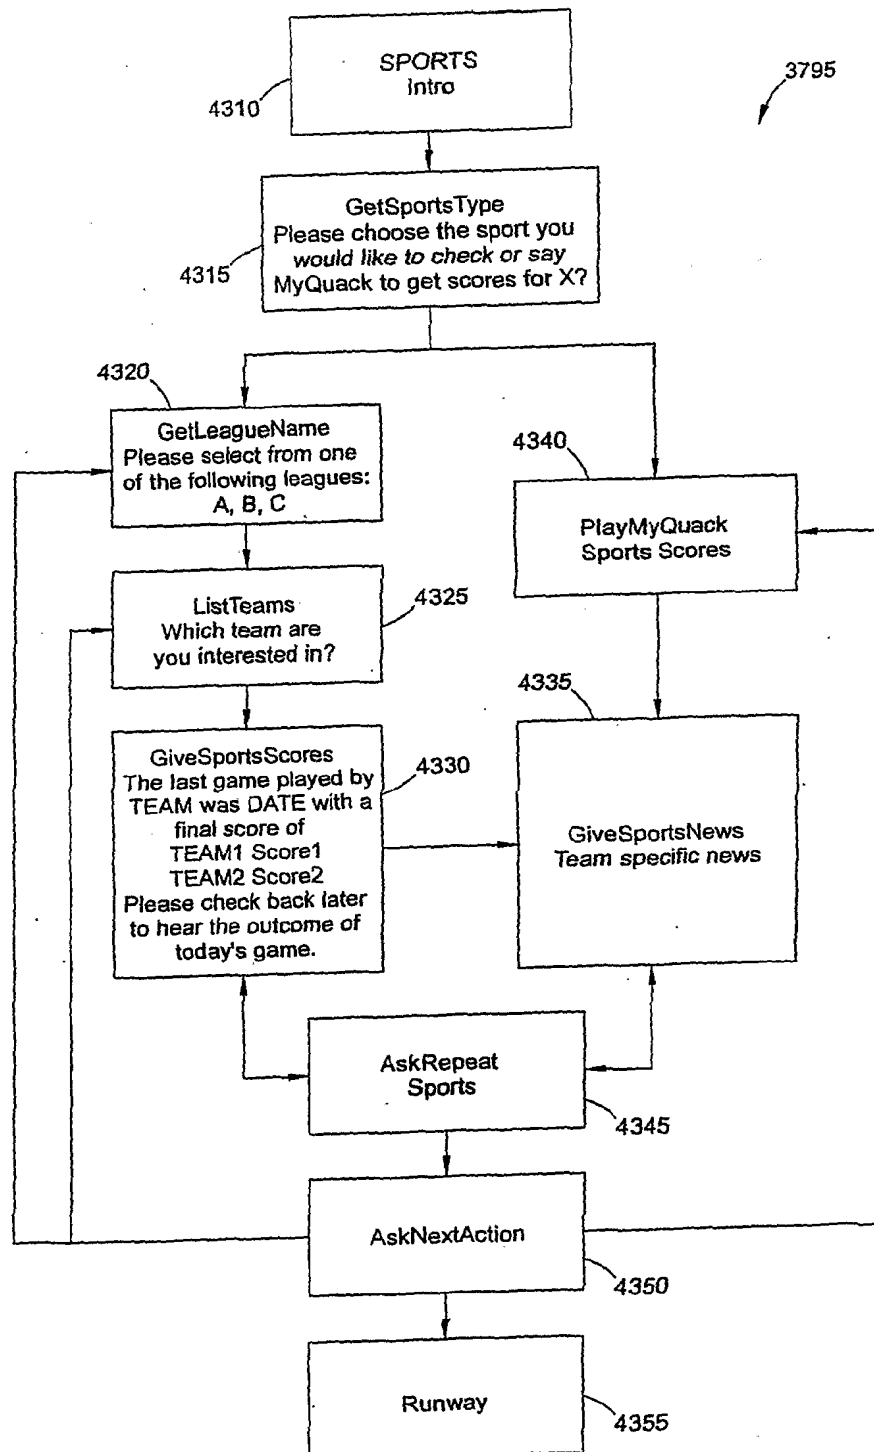 SPORTS
Intro
3795
4310
GetSportsType
Please choose the sport you
would like to check or say
MyQuack to get scores for X?
4315
4320
GetLeagueName
Please select from one
of the following leagues:
A, B, C
4340
PlayMyQuack
Sports Scores
ListTeams
Which team are
you interested in?
4325
4335
GiveSportsScores
The last game played by
TEAM was DATE with a
final score of
TEAM1 Score1
TEAM2 Score2
Please check back later
to hear the outcome of
today's game.
4330
GiveSportsNews
Team specific news
AskRepeat
Sports
4345
AskNextAction
4350
Runway
4355